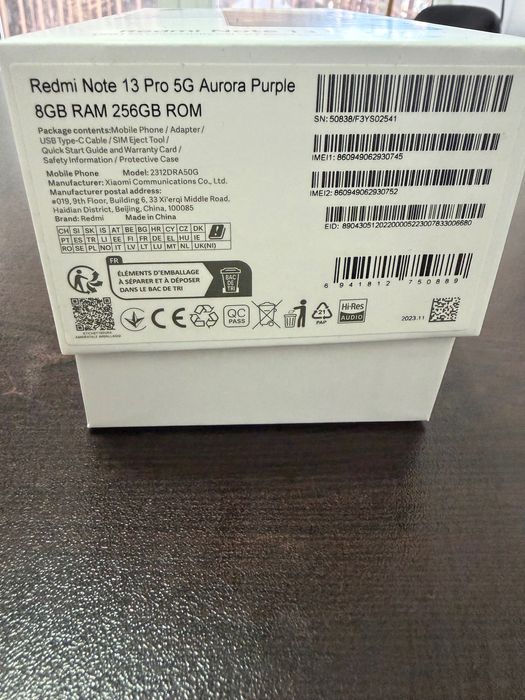 Redmi Note 13
Redmi Note 13 Pro 5G Aurora Purple
8GB RAM 256GB ROM
Package contents:Mobile Phone / Adapter /
USB Type-C Cable / SIM Eject Tool /
Quick Start Guide and Warranty Card /
Safety Information / Protective Case
Mobile Phone Model: 2312DRA50G
Manufacturer: Xiaomi Communications Co., Ltd.
Manufacturer postal address:
#019, 9th Floor, Building 6, 33 Xi'erqi Middle Road,
Haidian District, Beijing, China, 100085
Brand: Redmi Made in China
CH SI SK IS AT BE BG HR CY CZ DK
PT ES TR LI EE FI FR DE EL HU IE
RO SE PL NO IT LV LT LU MT NL UK(NI)
FR
ÉLÉMENTS D'EMBALLAGE
À SÉPARER ET À DÉPOSER
DANS LE BAC DE TRI
BAC
DE
TRI
SN: 50838/F3YS02541
IMEI1: 860949062930745
IMEI2: 860949062930752
EID: 89043051202200005223007833006680
6 941812 750889
CE
QC
PASS
21
PAP
Hi-Res
AUDIO
2023.11